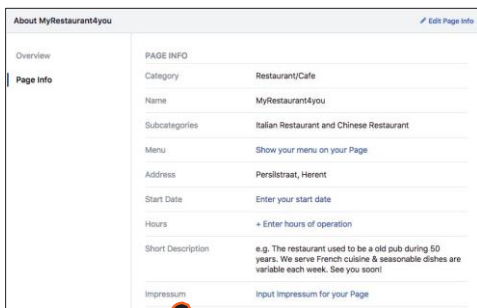 About MyRestaurant4you
Edit Page Info
Overview
Page Info
PAGE INFO
Category Restaurant/Cafe
Name MyRestaurant4you
Subcategories Italian Restaurant and Chinese Restaurant
Menu Show your menu on your Page
Address Persilstraat, Herent
Start Date Enter your start date
Hours + Enter hours of operation
Short Description e.g. The restaurant used to be a old pub during 50
years. We serve French cuisine & seasonable dishes are
variable each week. See you soon!
Impressum Input Impressum for your Page